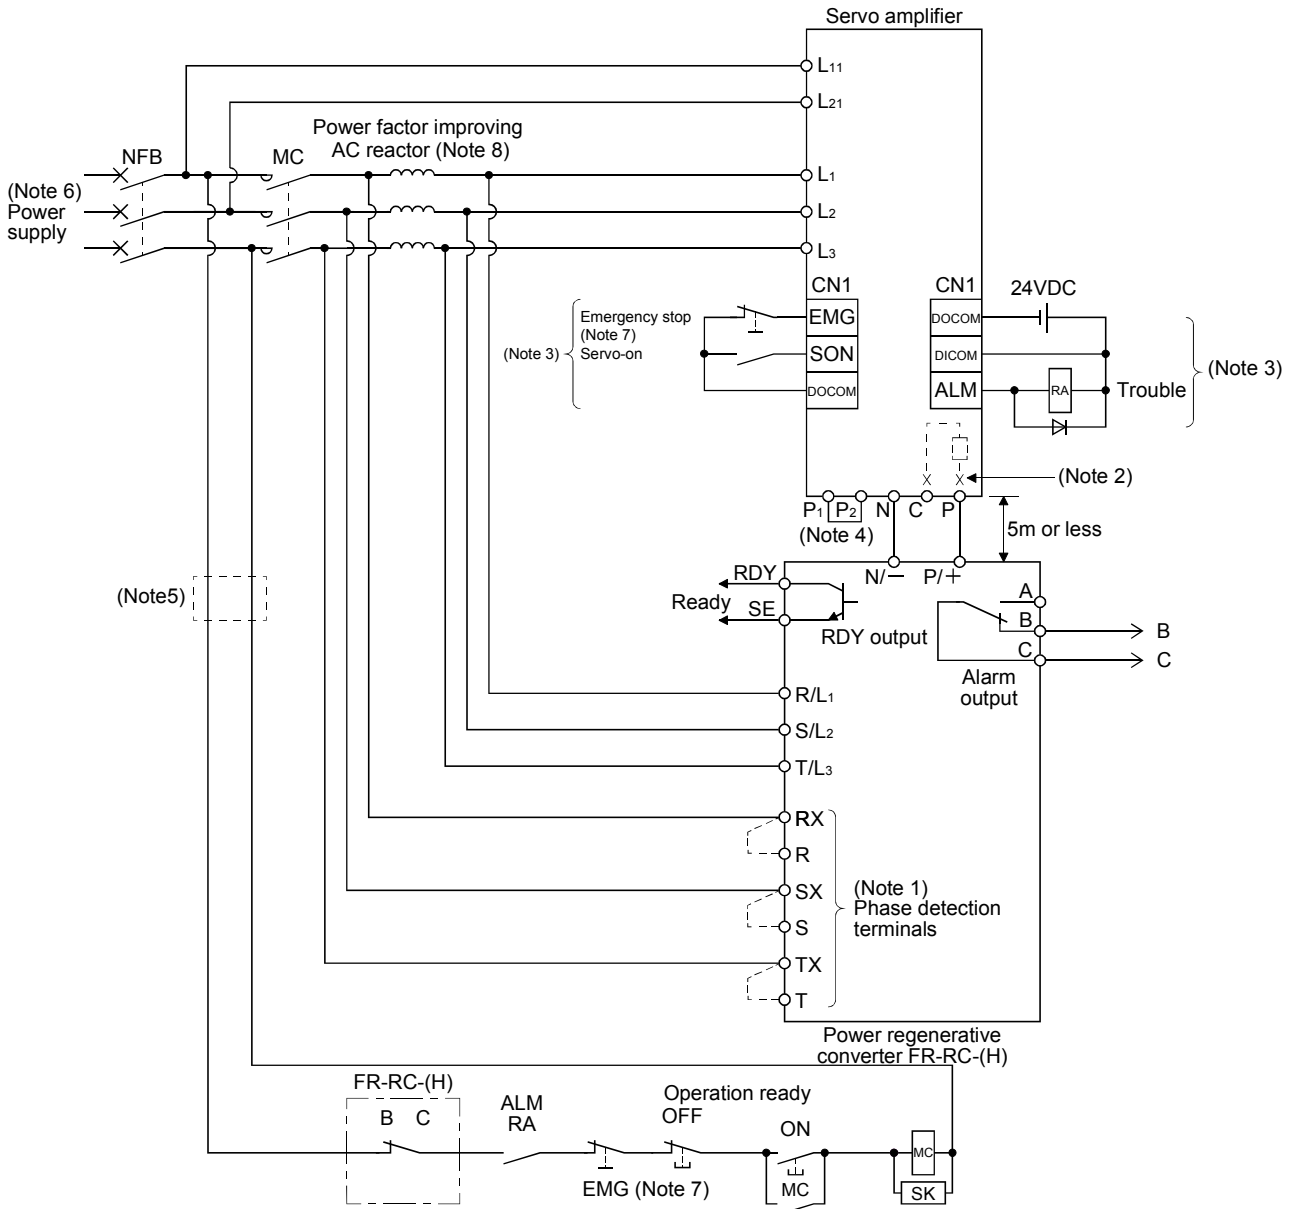 Servo amplifier
L11
L21
Power factor improving
AC reactor (Note 8)
NFB
MC
(Note 6)
Power
supply
L1
L2
L3
CN1
CN1
24VDC
Emergency stop
(Note 7)
Servo-on
(Note 3)
EMG
SON
DOCOM
DOCOM
DICOM
ALM
RA
Trouble
(Note 3)
(Note 2)
P1
P2
N
C
P
(Note 4)
5m or less
N/−
P/+
(Note5)
RDY
Ready
SE
RDY output
A
B
C
B
C
Alarm
output
R/L1
S/L2
T/L3
RX
R
SX
S
TX
T
(Note 1)
Phase detection
terminals
Power regenerative
converter FR-RC-(H)
FR-RC-(H)
B C
ALM
RA
EMG (Note 7)
Operation ready
OFF
ON
MC
MC
SK